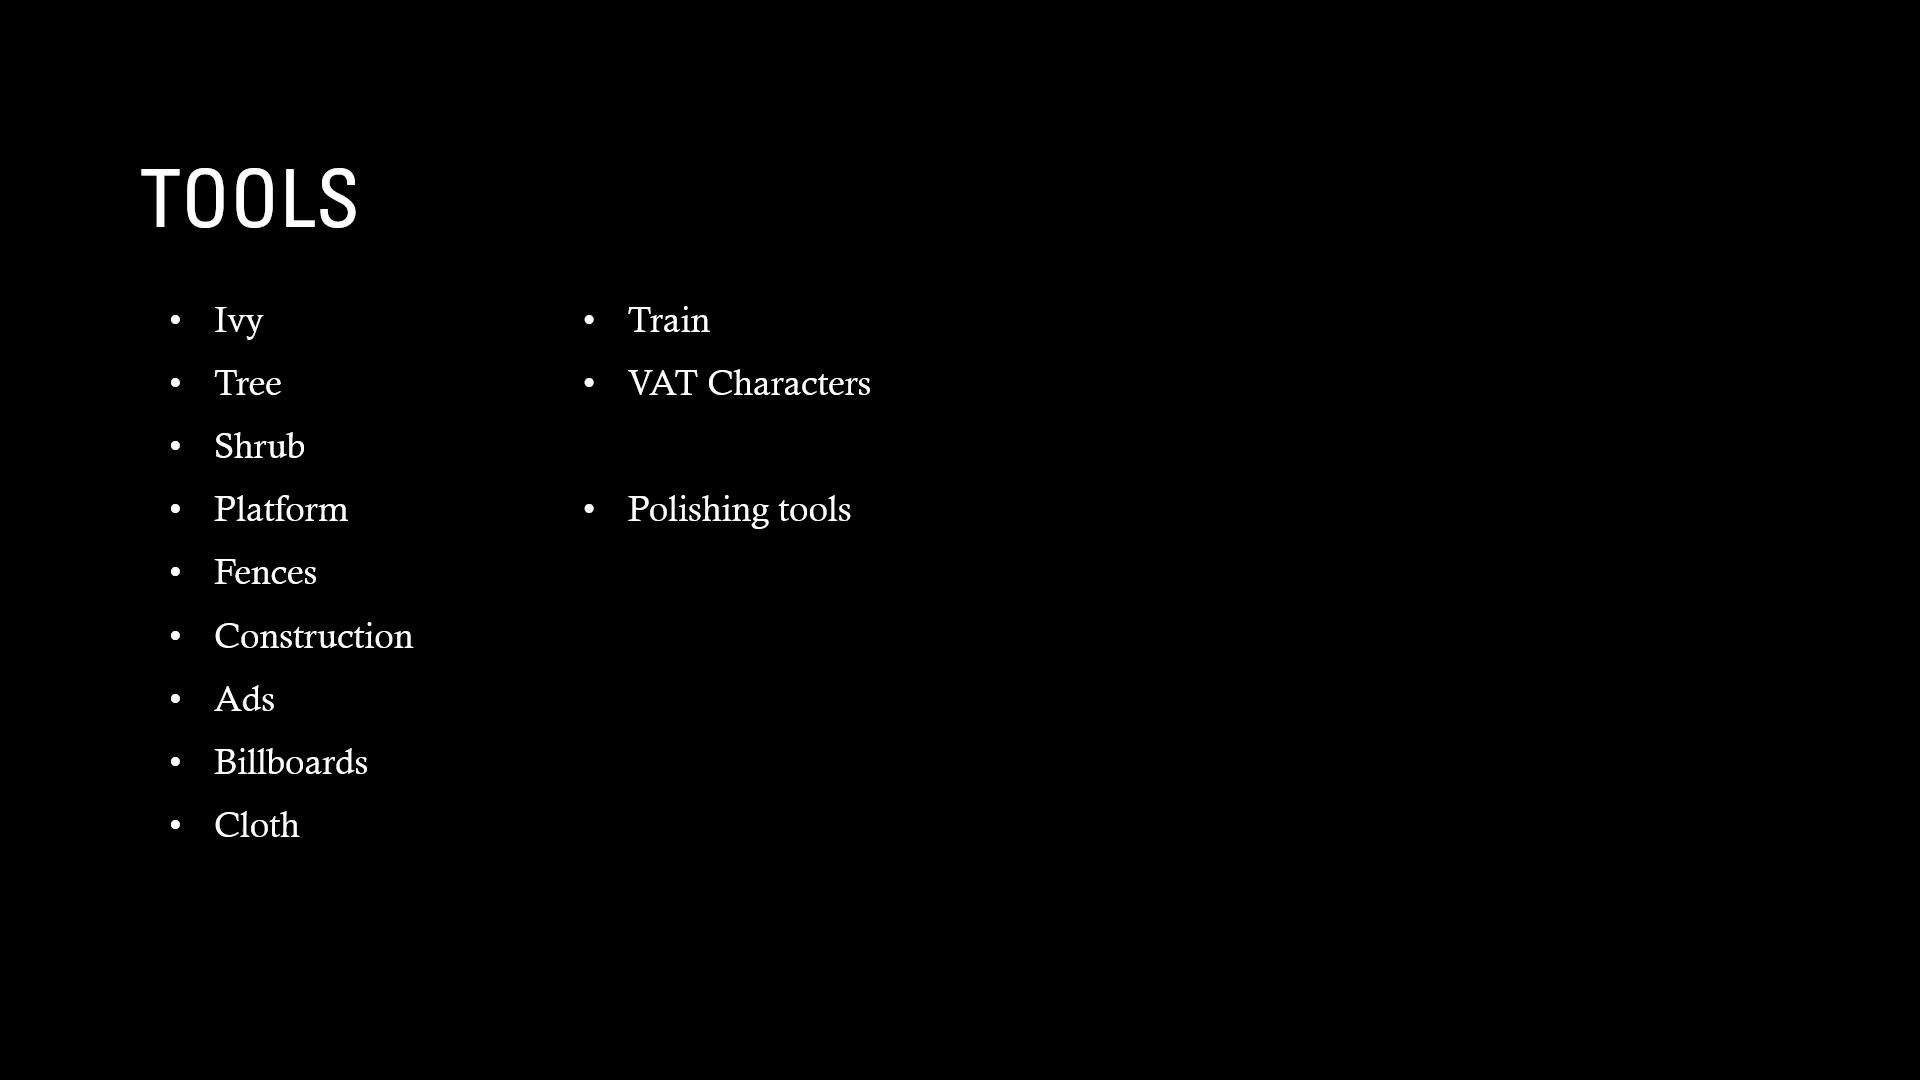 TOOLS
• Ivy
• Tree
• Shrub
• Platform
• Fences
• Construction
• Ads
• Billboards
• Cloth
• Train
• VAT Characters
• Polishing tools